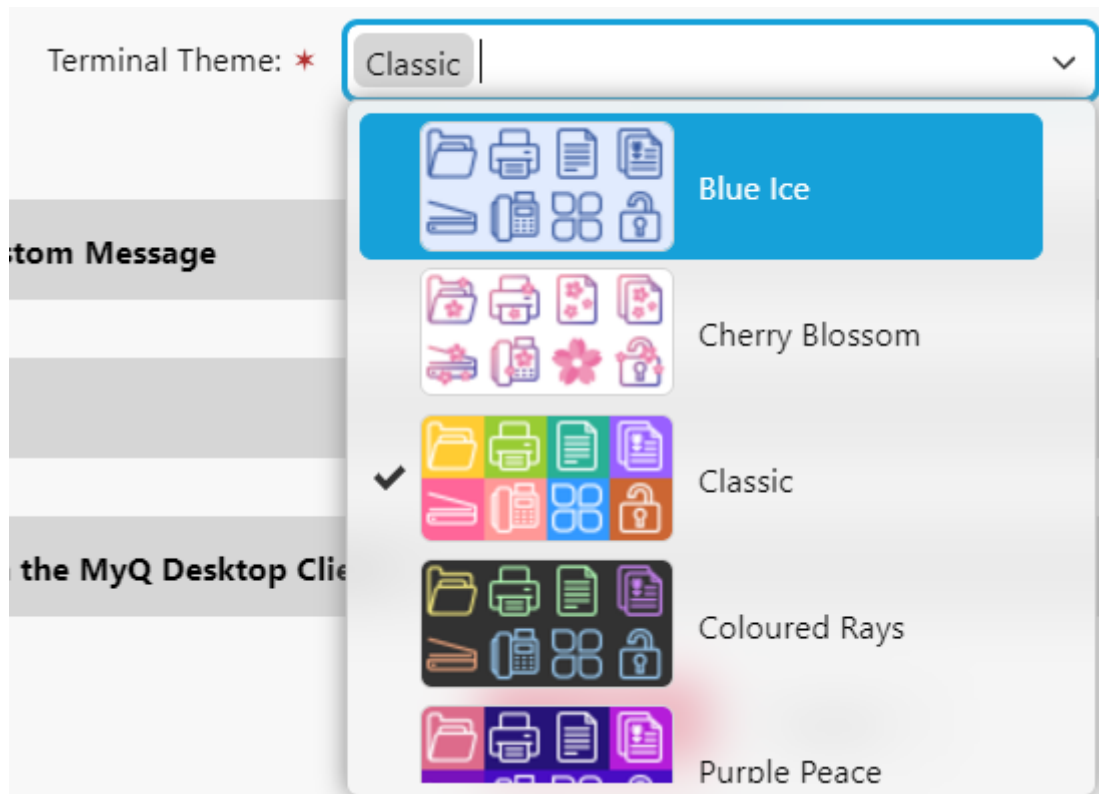 Terminal Theme: * Classic
Blue Ice
stom Message
Cherry Blossom
Classic
the MyQ Desktop Clie
Coloured Rays
Purple Peace